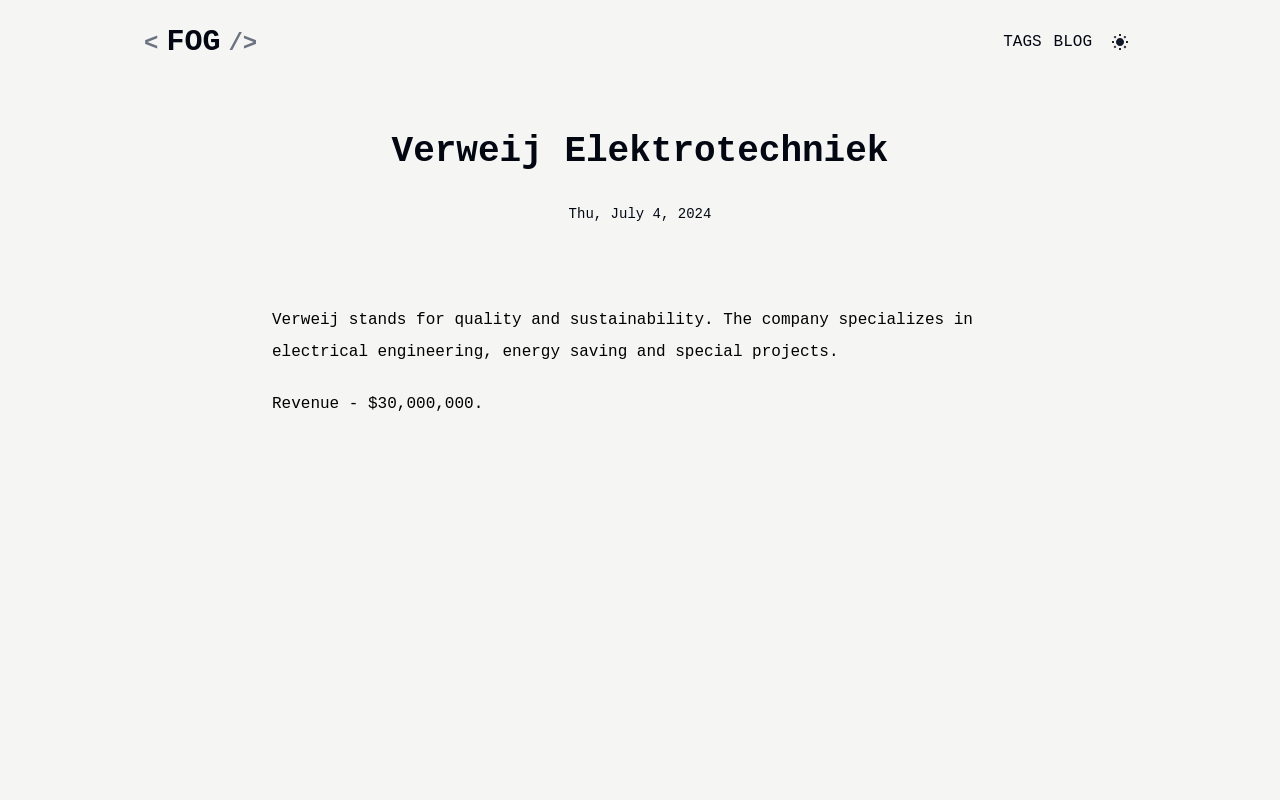 < FOG />
TAGS BLOG
Verweij Elektrotechniek
Thu, July 4, 2024
Verweij stands for quality and sustainability. The company specializes in
electrical engineering, energy saving and special projects.
Revenue - $30,000,000.